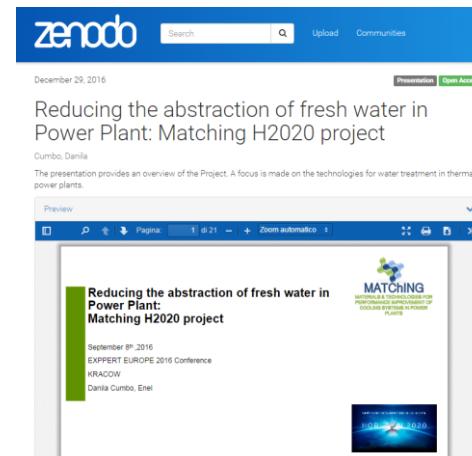 zenodo
Search
Upload
Communities
December 29, 2016
Presentation
Open Acce
Reducing the abstraction of fresh water in
Power Plant: Matching H2020 project
Cumbo, Danila
The presentation provides an overview of the Project. A focus is made on the technologies for water treatment in therma
power plants.
Preview
Pagina: 1 di 21 Zoom automatico
MATChING
MATERIALS & TECHNOLOGIES FOR
PERFORMANCE IMPROVEMENT OF
COOLING SYSTEMS IN POWER
PLANTS
Reducing the abstraction of fresh water in
Power Plant:
Matching H2020 project
September 8th ,2016
EXPPERT EUROPE 2016 Conference
KRACOW
Danila Cumbo, Enel
2020